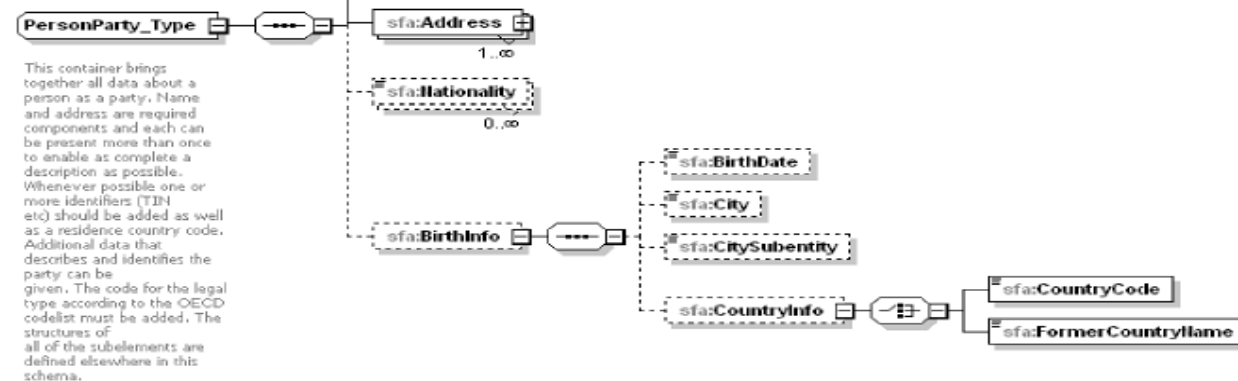 PersonParty_Type
sfa:Address
1..∞
This container brings
together all data about a
person as a party. Name
and address are required
components and each can
be present more than once
to enable as complete a
description as possible.
Whenever possible one or
more identifiers (TIN
etc) should be added as well
as a residence country code.
Additional data that
describes and identifies the
party can be
given. The code for the legal
type according to the OECD
codelist must be added. The
structures of
all of the subelements are
defined elsewhere in this
schema.
sfa:Nationality
0..∞
sfa:BirthInfo
sfa:BirthDate
sfa:City
sfa:CitySubentity
sfa:CountryInfo
sfa:CountryCode
sfa:FormerCountryName